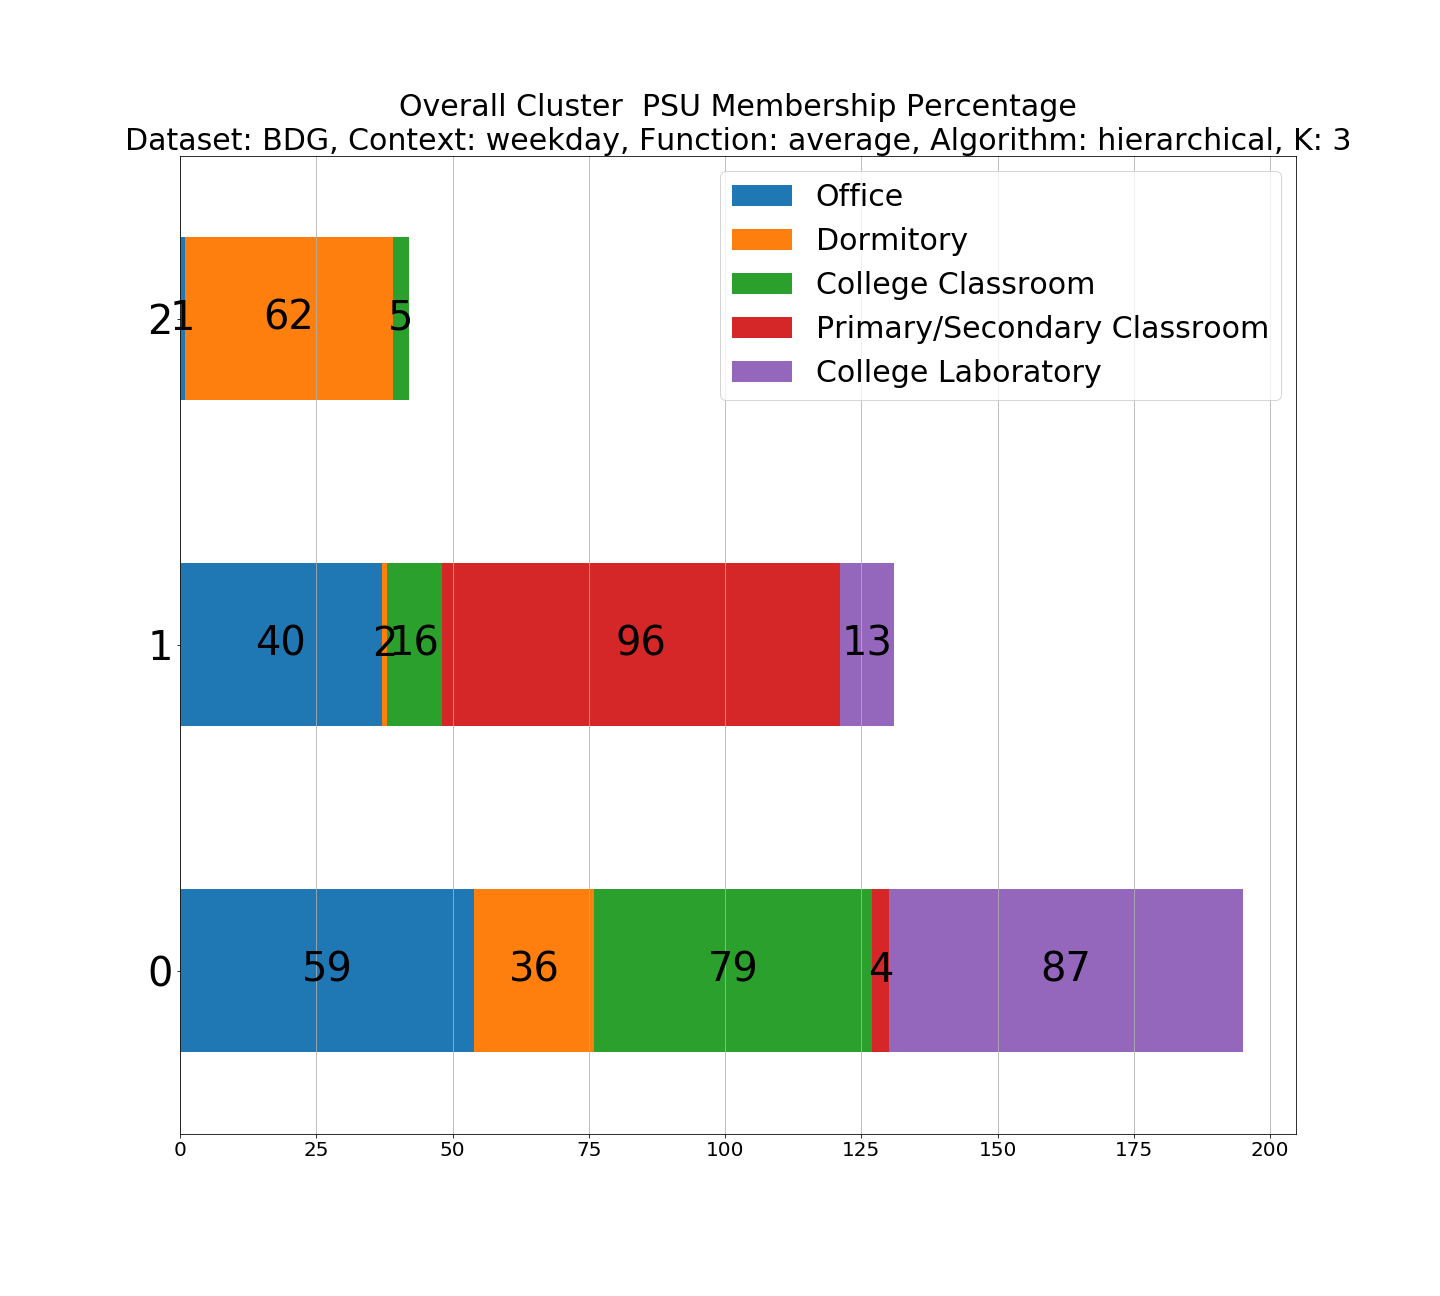 Overall Cluster  PSU Membership Percentage
Dataset: BDG, Context: weekday, Function: average, Algorithm: hierarchical, K: 3
Office
Dormitory
College Classroom
Primary/Secondary Classroom
College Laboratory
2 1 62 5
1 40 2 16 96 13
0 59 36 79 4 87
0 25 50 75 100 125 150 175 200